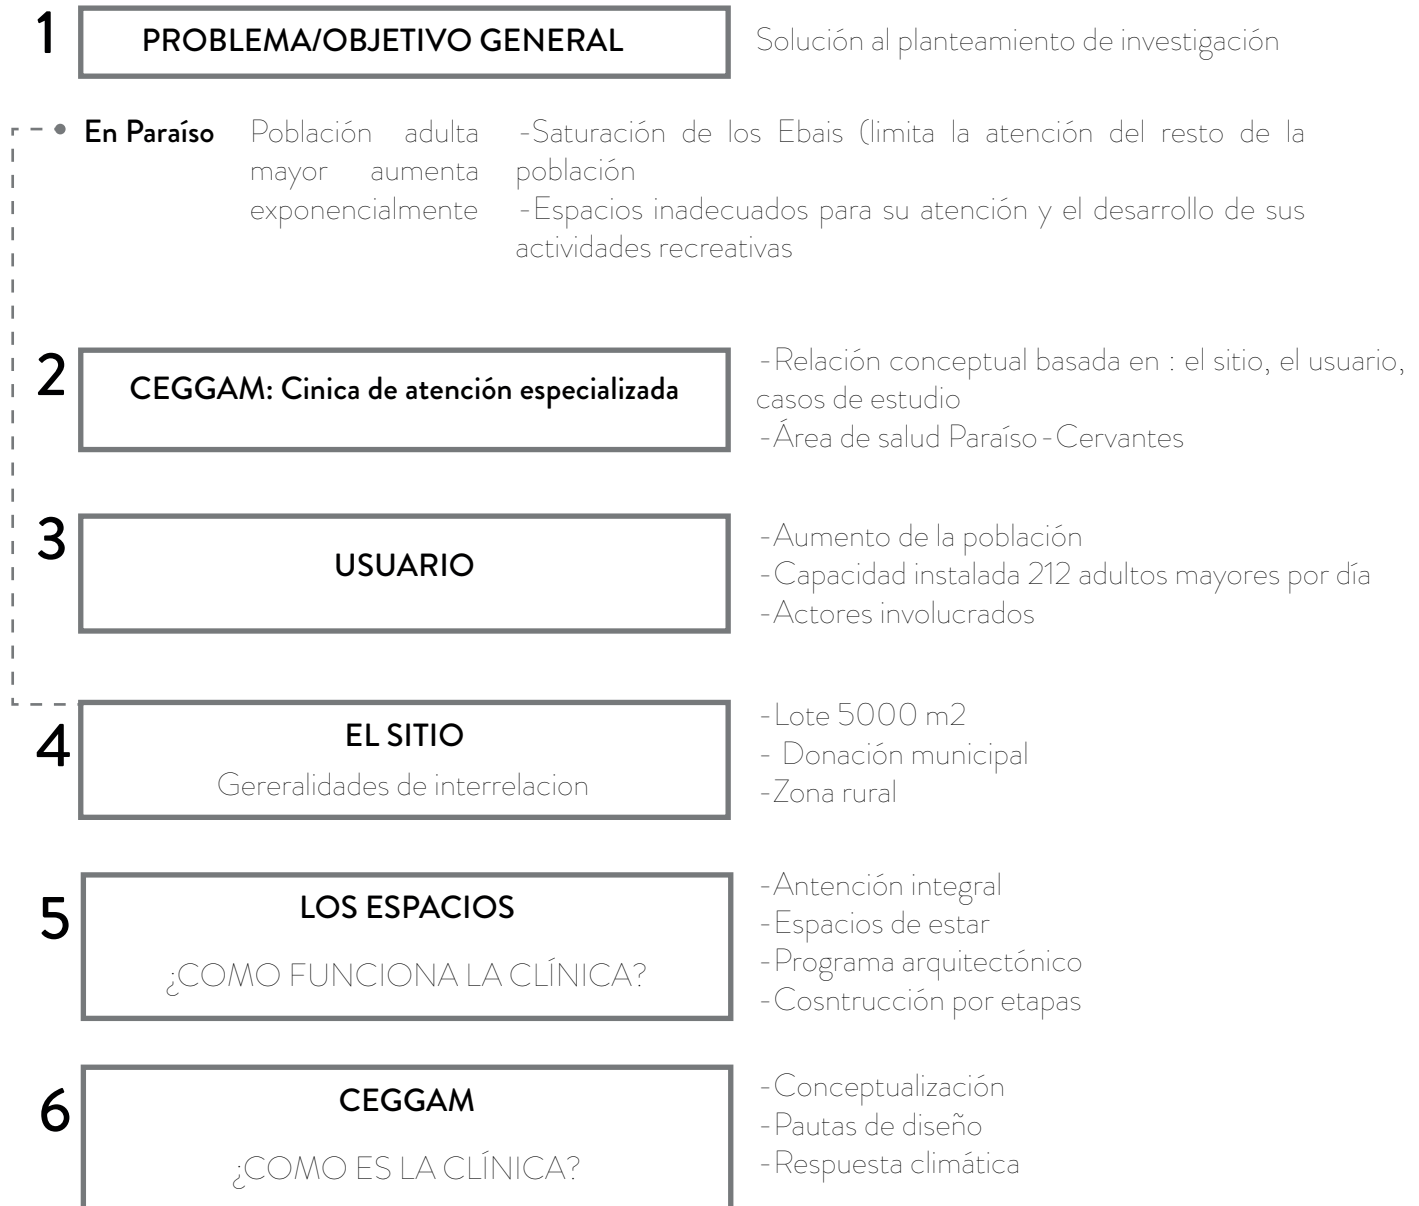 1
PROBLEMA/OBJETIVO GENERAL
Solución al planteamiento de investigación
En Paraíso
Población adulta
mayor aumenta
exponencialmente
-Saturación de los Ebais (limita la atención del resto de la
población
-Espacios inadecuados para su atención y el desarrollo de sus
actividades recreativas
2
CEGGAM: Cinica de atención especializada
-Relación conceptual basada en : el sitio, el usuario,
casos de estudio
-Área de salud Paraíso-Cervantes
3
USUARIO
-Aumento de la población
-Capacidad instalada 212 adultos mayores por día
-Actores involucrados
4
EL SITIO
Gereralidades de interrelacion
-Lote 5000 m2
- Donación municipal
-Zona rural
5
LOS ESPACIOS
¿COMO FUNCIONA LA CLÍNICA?
-Antención integral
-Espacios de estar
-Programa arquitectónico
-Cosntrucción por etapas
6
CEGGAM
¿COMO ES LA CLÍNICA?
-Conceptualización
-Pautas de diseño
-Respuesta climática